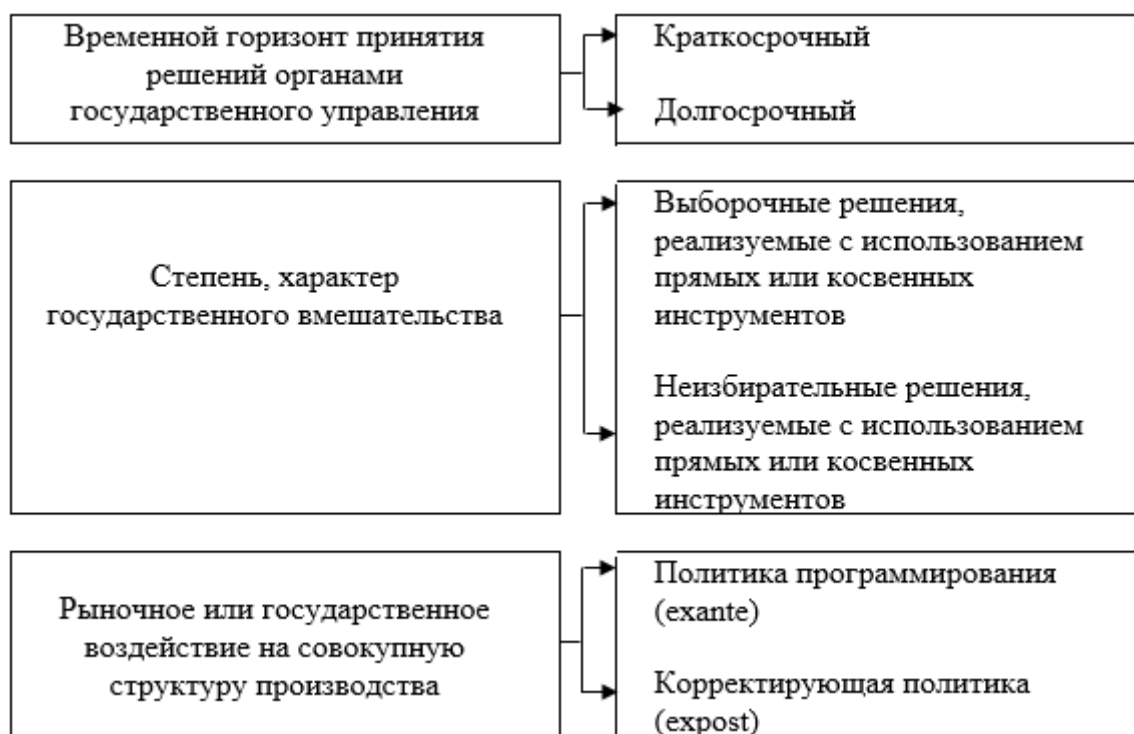 Временной горизонт принятия
решений органами
государственного управления
Краткосрочный
Долгосрочный
Степень, характер
государственного вмешательства
Выборочные решения,
реализуемые с использованием
прямых или косвенных
инструментов
Неизбирательные решения,
реализуемые с использованием
прямых или косвенных
инструментов
Рыночное или государственное
воздействие на совокупную
структуру производства
Политика программирования
(exante)
Корректирующая политика
(expost)